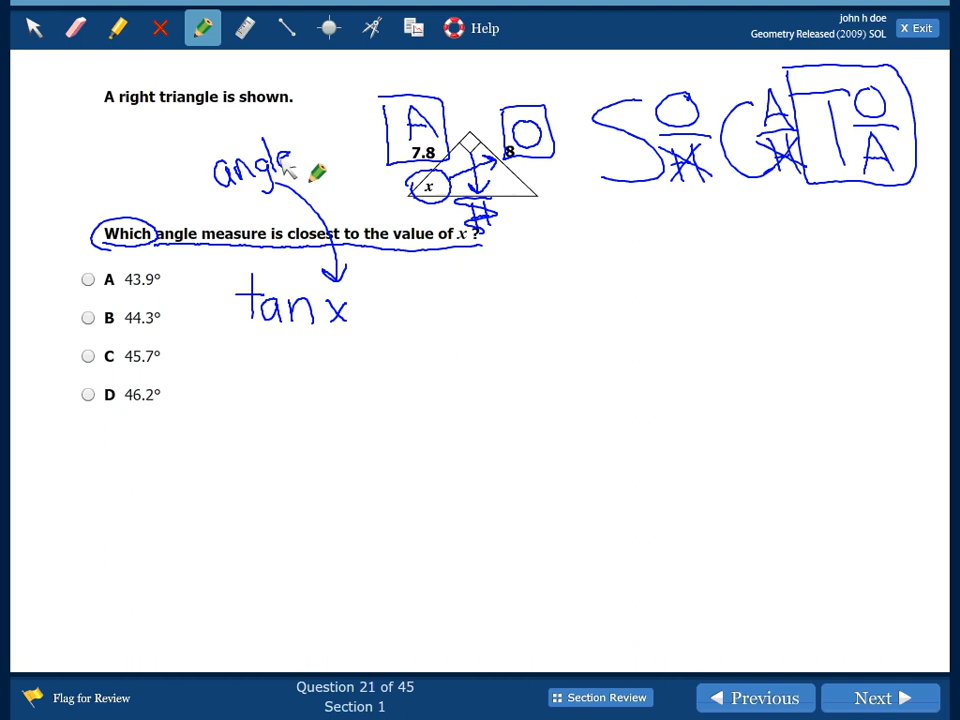 Help
john h doe
Geometry Released (2009) SOL
X Exit
A right triangle is shown.
A
O
7.8
8
x
H
S O/H C A/H T O/A
angle
Which angle measure is closest to the value of x ?
A 43.9°
B 44.3°
C 45.7°
D 46.2°
tan x
Flag for Review
Question 21 of 45
Section 1
Section Review
Previous
Next